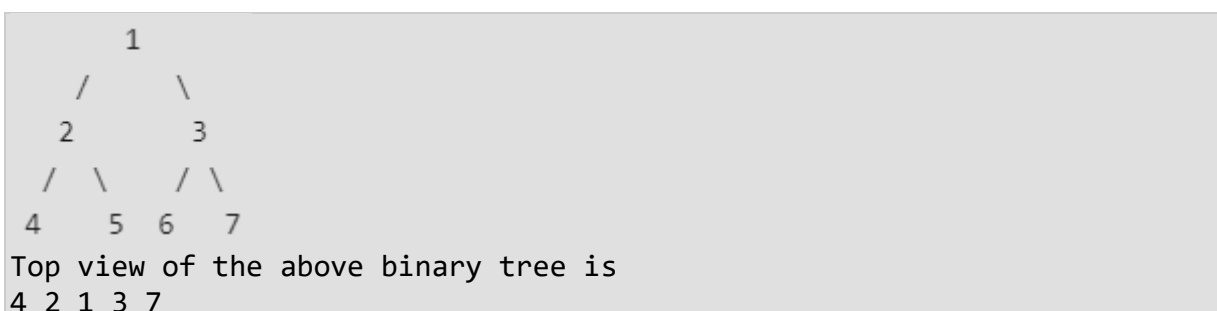 1
     /     \
   2       3
  /  \    / \
 4    5  6   7
Top view of the above binary tree is
4 2 1 3 7